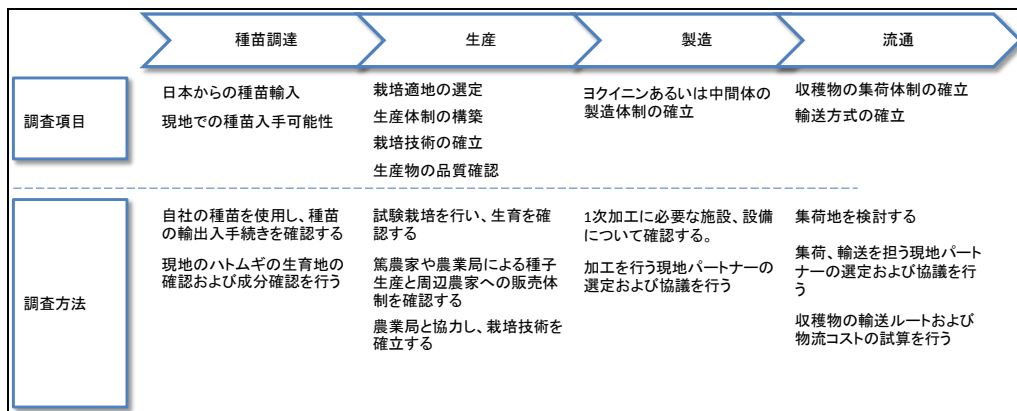 種苗調達
生産
製造
流通
調査項目
日本からの種苗輸入
現地での種苗入手可能性
栽培適地の選定
生産体制の構築
栽培技術の確立
生産物の品質確認
ヨクイニンあるいは中間体の
製造体制の確立
収穫物の集荷体制の確立
輸送方式の確立
調査方法
自社の種苗を使用し、種苗
の輸出入手続きを確認する
現地のハトムギの生育地の
確認および成分確認を行う
試験栽培を行い、生育を確
認する
篤農家や農業局による種子
生産と周辺農家への販売体
制を確認する
農業局と協力し、栽培技術を
確立する
1次加工に必要な施設、設備
について確認する。
加工を行う現地パートナーの
選定および協議を行う
集荷地を検討する
集荷、輸送を担う現地パート
ナーの選定および協議を行
う
収穫物の輸送ルートおよび
物流コストの試算を行う